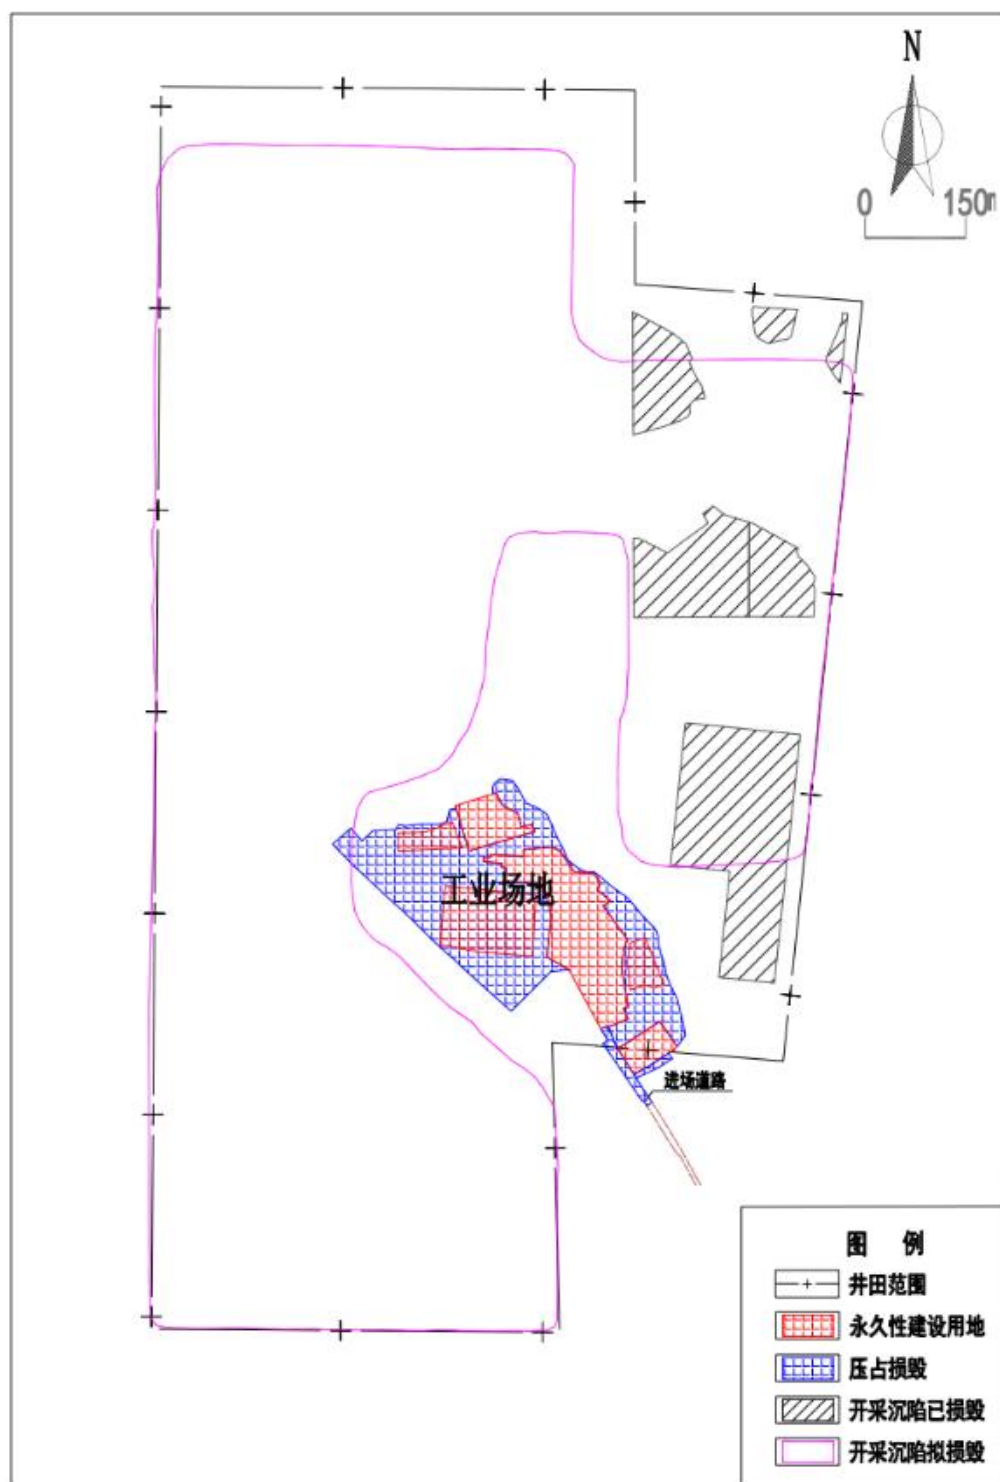 N
0 150m
工业场地
进场道路
图 例
井田范围
永久性建设用地
压占损毁
开采沉陷已损毁
开采沉陷拟损毁